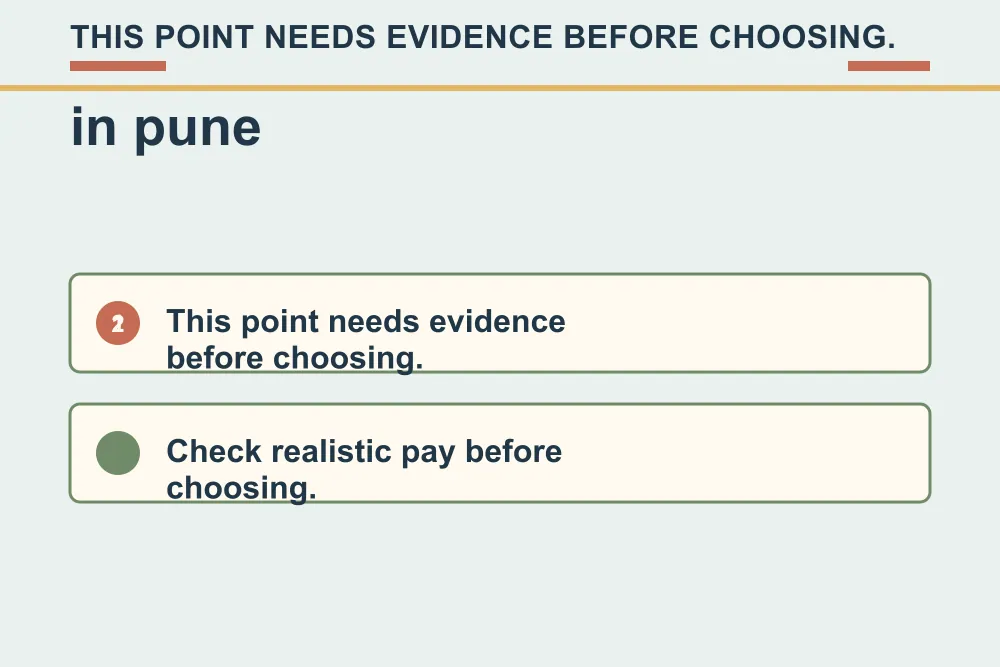 THIS POINT NEEDS EVIDENCE BEFORE CHOOSING.
in pune
2
This point needs evidence
before choosing.
Check realistic pay before
choosing.